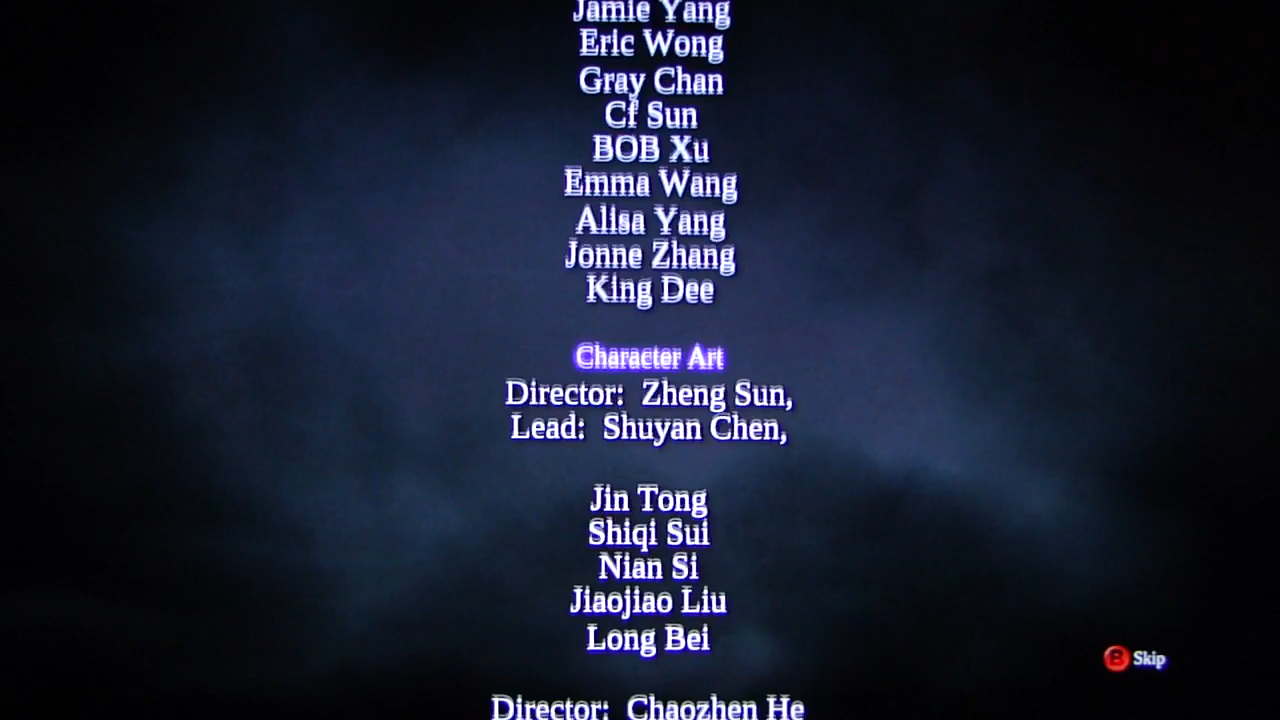 Jamie Yang
Eric Wong
Gray Chan
Cf Sun
BOB Xu
Emma Wang
Alisa Yang
Jonne Zhang
King Dee
Character Art
Director: Zheng Sun,
Lead: Shuyan Chen,
Jin Tong
Shiqi Sui
Nian Si
Jiaojiao Liu
Long Bei
B Skip
Director: Chaozhen He